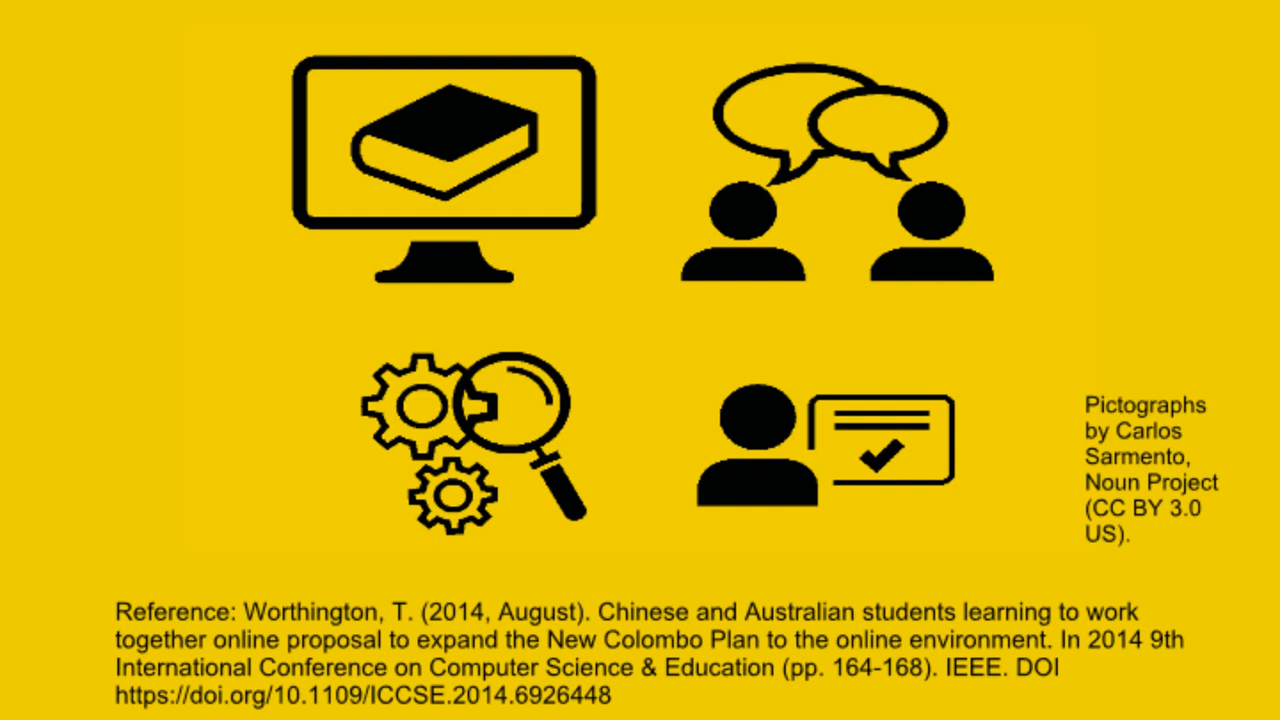 Pictographs
by Carlos
Sarmento,
Noun Project
(CC BY 3.0
US).
Reference: Worthington, T. (2014, August). Chinese and Australian students learning to work
together online proposal to expand the New Colombo Plan to the online environment. In 2014 9th
International Conference on Computer Science & Education (pp. 164-168). IEEE. DOI
https://doi.org/10.1109/ICCSE.2014.6926448